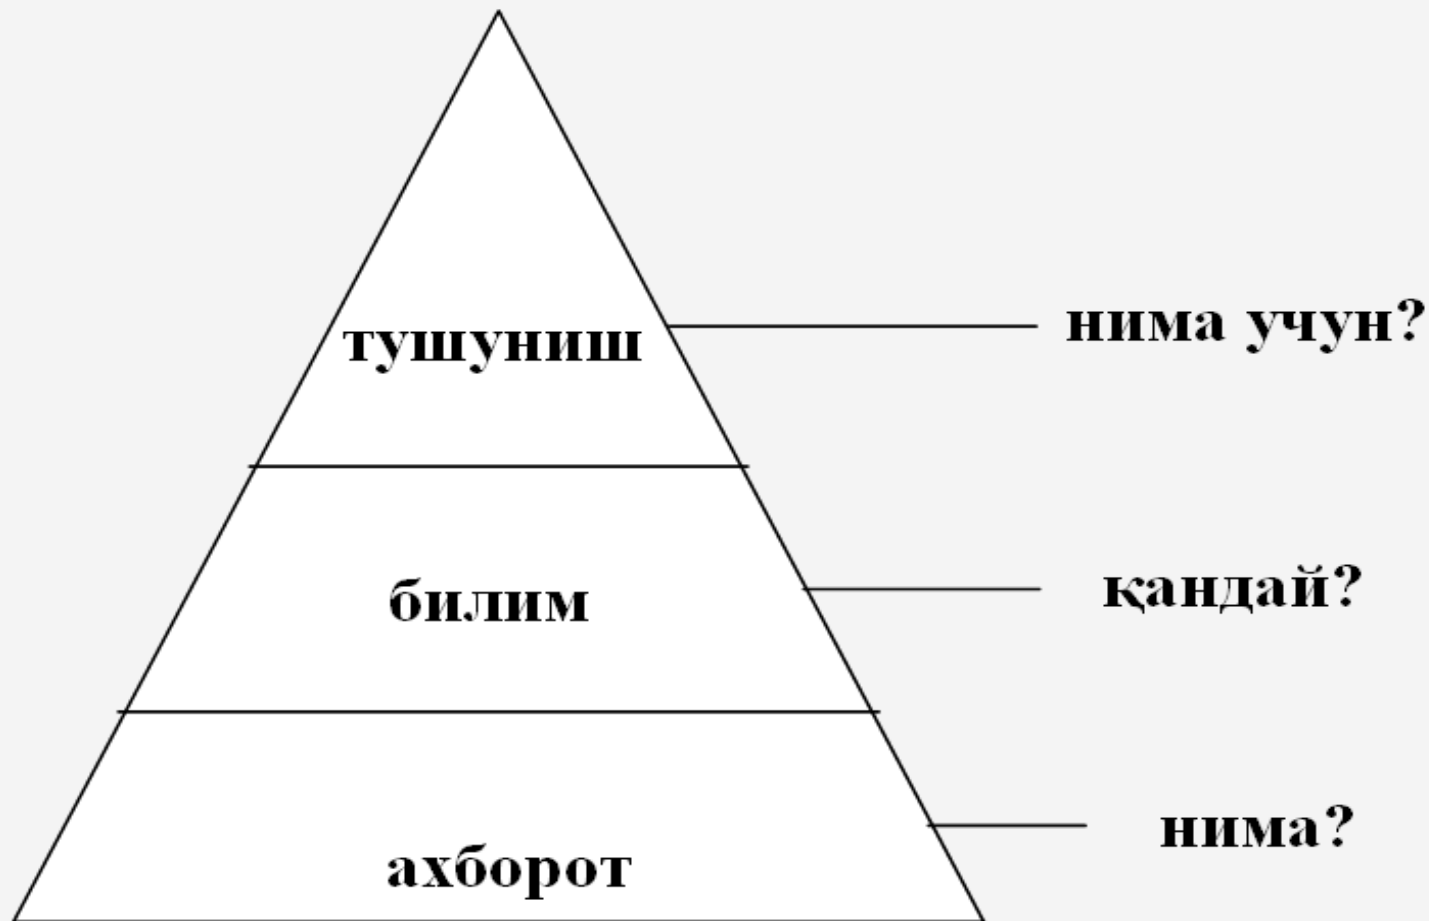 тушуниш
нима учун?
билим
қандай?
ахборот
нима?